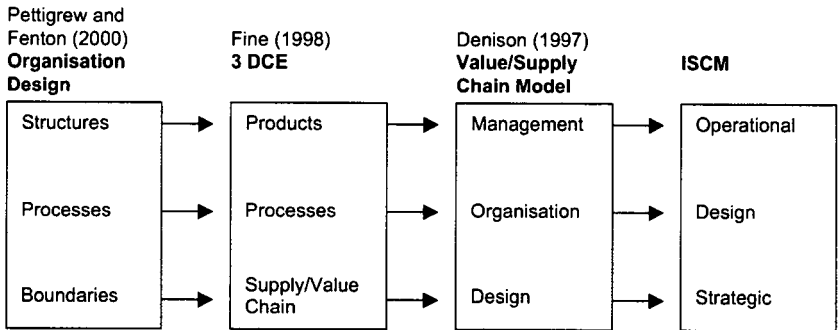 Pettigrew and
Fenton (2000)
Organisation
Design
Fine (1998)
3 DCE
Denison (1997)
Value/Supply
Chain Model
ISCM
Structures
Products
Management
Operational
Processes
Processes
Organisation
Design
Boundaries
Supply/Value
Chain
Design
Strategic